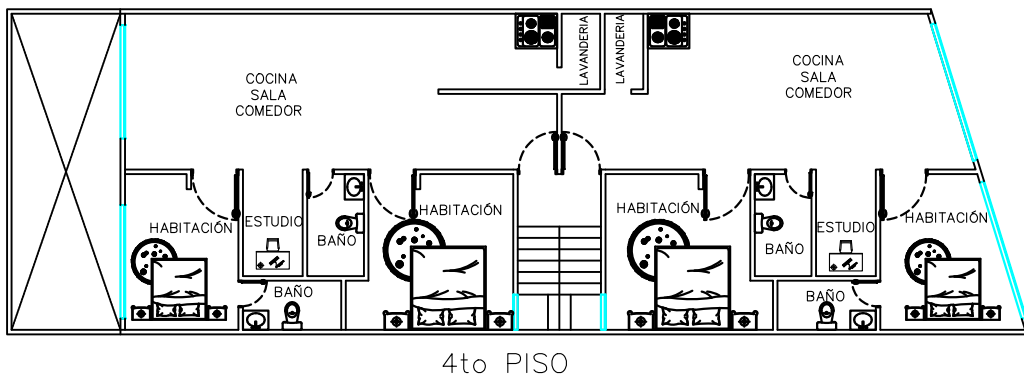 COCINA
SALA
COMEDOR
LAVANDERIA
LAVANDERIA
COCINA
SALA
COMEDOR
HABITACIÓN
ESTUDIO
BAÑO
HABITACIÓN
HABITACIÓN
BAÑO
ESTUDIO
HABITACIÓN
BAÑO
BAÑO
4to PISO